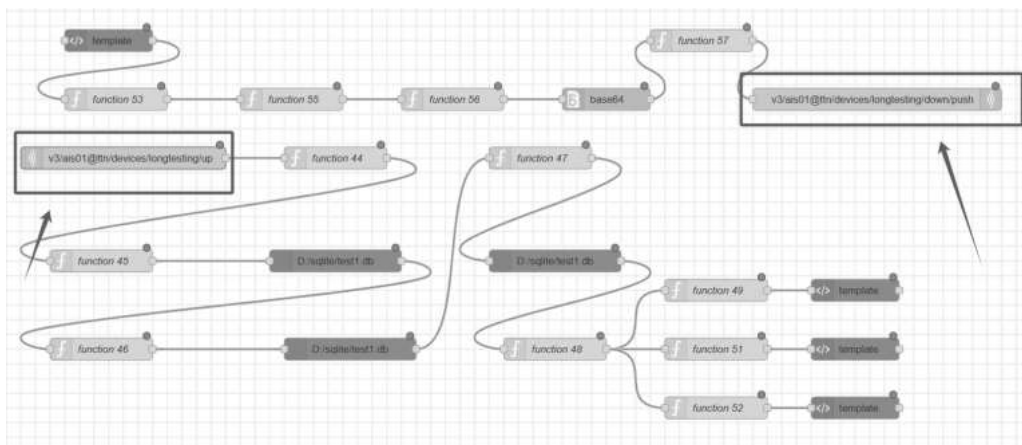 </> template
function 57
function 53
function 55
function 56
base64
v3/ais01@ttn/devices/longtesting/down/push
v3/ais01@ttn/devices/longtesting/up
function 44
function 47
function 45
D:/sqlite/test1.db
D:/sqlite/test1.db
function 49
</> template
function 46
D:/sqlite/test1.db
function 48
function 51
</> template
function 52
</> template